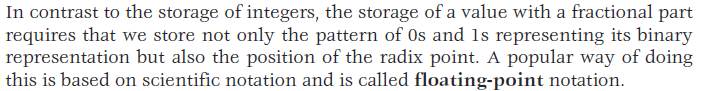 In contrast to the storage of integers, the storage of a value with a fractional part
requires that we store not only the pattern of 0s and 1s representing its binary
representation but also the position of the radix point. A popular way of doing
this is based on scientific notation and is called floating-point notation.